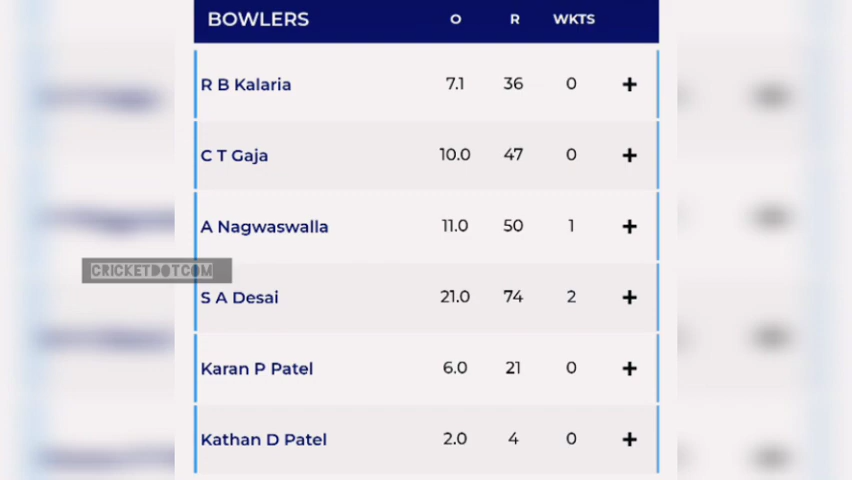 BOWLERS O R WKTS
R B Kalaria 7.1 36 0 +
C T Gaja 10.0 47 0 +
A Nagwaswalla 11.0 50 1 +
CRICKETDOTCOM
S A Desai 21.0 74 2 +
Karan P Patel 6.0 21 0 +
Kathan D Patel 2.0 4 0 +